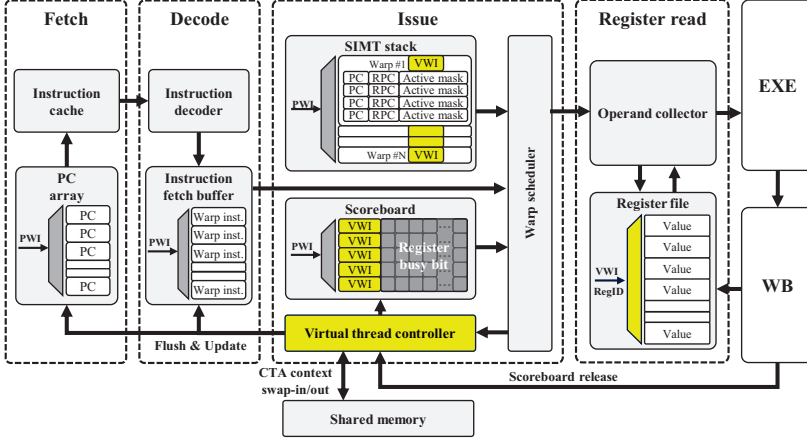 Fetch
Decode
Issue
Register read
Instruction
cache
PC
array
PWI
PC
PC
PC
PC
Instruction
decoder
Instruction
fetch buffer
PWI
Warp inst.
Warp inst.
Warp inst.
Warp inst.
Flush & Update
SIMT stack
PWI
Warp #1 VWI
PC RPC Active mask
PC RPC Active mask
PC RPC Active mask
PC RPC Active mask
Warp #N VWI
Scoreboard
PWI
VWI
VWI
VWI
VWI
VWI
Register
busy bit
Virtual thread controller
CTA context
swap-in/out
Shared memory
Warp scheduler
Operand collector
Register file
VWI
RegID
Value
Value
Value
Value
Value
EXE
WB
Scoreboard release